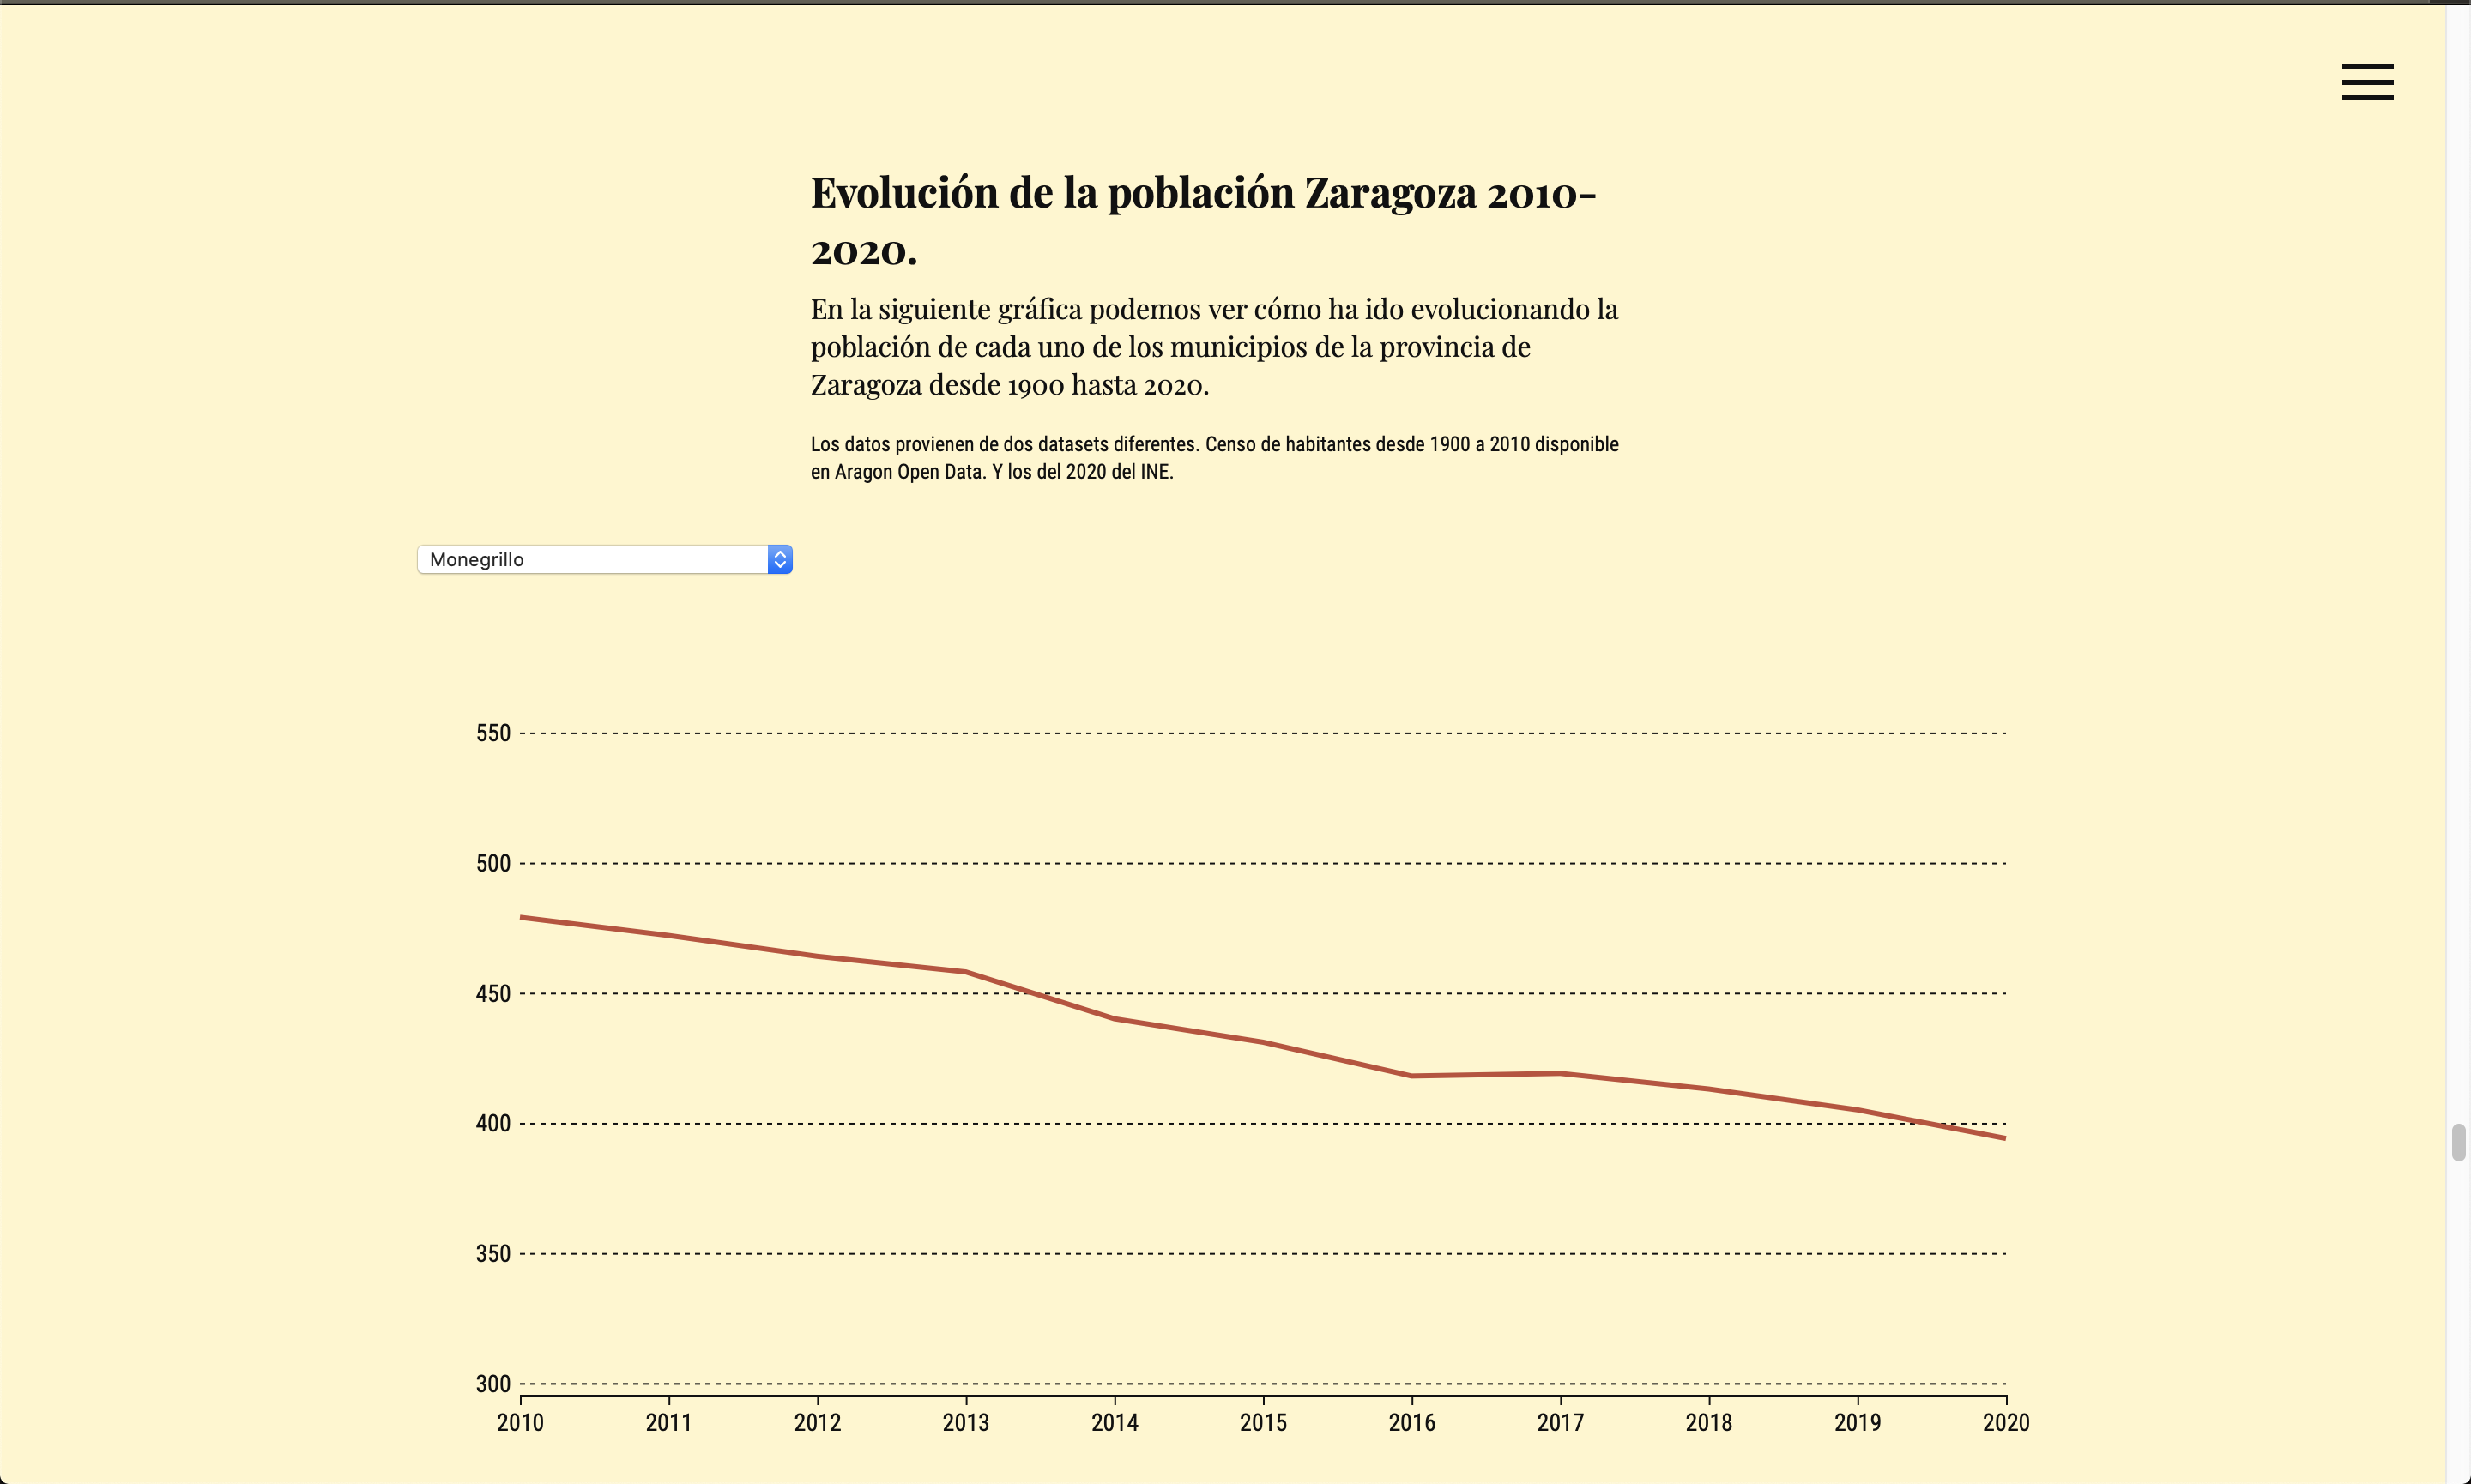 Evolución de la población Zaragoza 2010-
2020.
En la siguiente gráfica podemos ver cómo ha ido evolucionando la
población de cada uno de los municipios de la provincia de
Zaragoza desde 1900 hasta 2020.
Los datos provienen de dos datasets diferentes. Censo de habitantes desde 1900 a 2010 disponible
en Aragon Open Data. Y los del 2020 del INE.
Monegrillo
550
500
450
400
350
300
2010 2011 2012 2013 2014 2015 2016 2017 2018 2019 2020